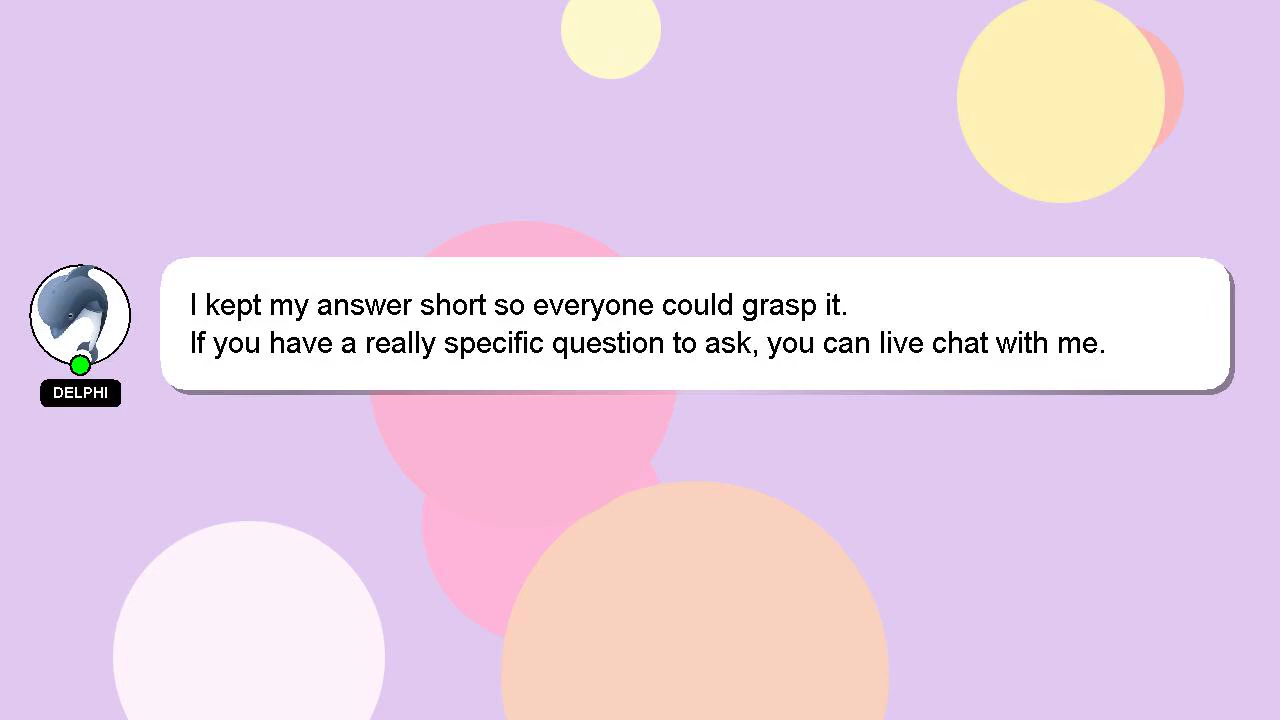 I kept my answer short so everyone could grasp it.
If you have a really specific question to ask, you can live chat with me.
DELPHI